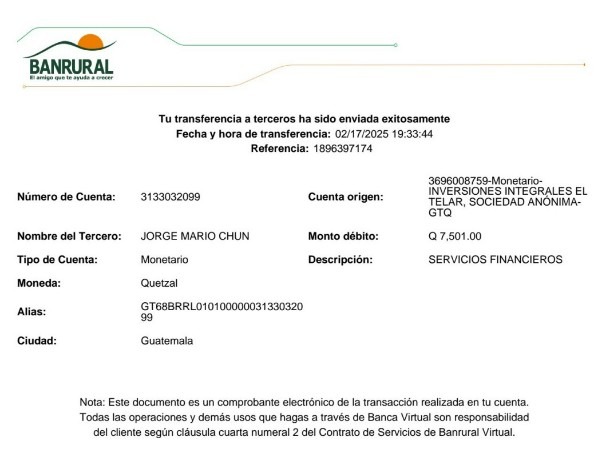 BANRURAL
El amigo que te ayuda a crecer
Tu transferencia a terceros ha sido enviada exitosamente
Fecha y hora de transferencia: 02/17/2025 19:33:44
Referencia: 1896397174
Número de Cuenta: 3133032099
Cuenta origen: 3696008759-Monetario-
INVERSIONES INTEGRALES EL
TELAR, SOCIEDAD ANÓNIMA-
GTQ
Nombre del Tercero: JORGE MARIO CHUN
Monto débito: Q 7,501.00
Tipo de Cuenta: Monetario
Descripción: SERVICIOS FINANCIEROS
Moneda: Quetzal
Alias: GT68BRRL010100000031330320
99
Ciudad: Guatemala
Nota: Este documento es un comprobante electrónico de la transacción realizada en tu cuenta.
Todas las operaciones y demás usos que hagas a través de Banca Virtual son responsabilidad
del cliente según cláusula cuarta numeral 2 del Contrato de Servicios de Banrural Virtual.